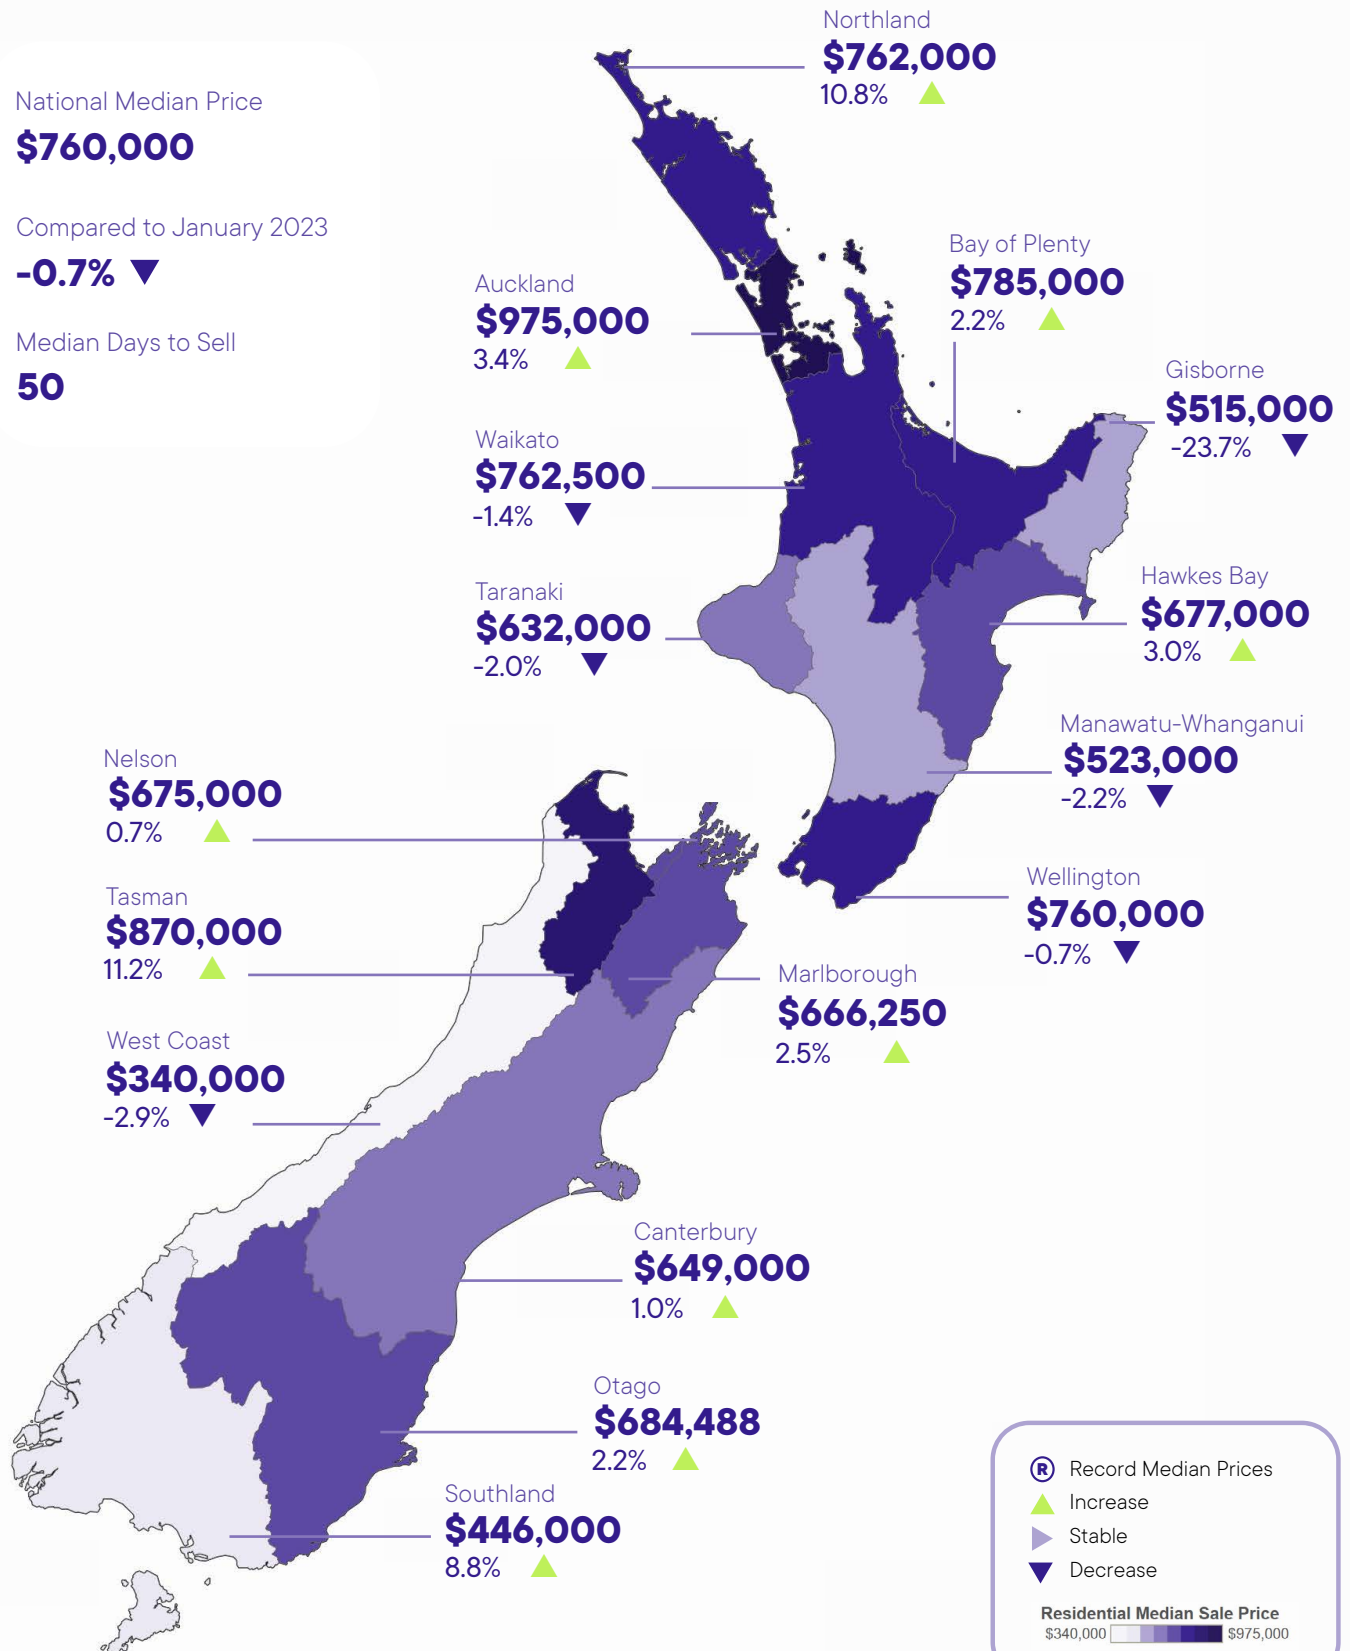 National Median Price
$760,000
Compared to January 2023
-0.7%
Median Days to Sell
50
Northland
$762,000
10.8%
Auckland
$975,000
3.4%
Bay of Plenty
$785,000
2.2%
Gisborne
$515,000
-23.7%
Waikato
$762,500
-1.4%
Taranaki
$632,000
-2.0%
Hawkes Bay
$677,000
3.0%
Manawatu-Whanganui
$523,000
-2.2%
Wellington
$760,000
-0.7%
Nelson
$675,000
0.7%
Tasman
$870,000
11.2%
Marlborough
$666,250
2.5%
West Coast
$340,000
-2.9%
Canterbury
$649,000
1.0%
Otago
$684,488
2.2%
Southland
$446,000
8.8%
R Record Median Prices
Increase
Stable
Decrease
Residential Median Sale Price
$340,000 $975,000